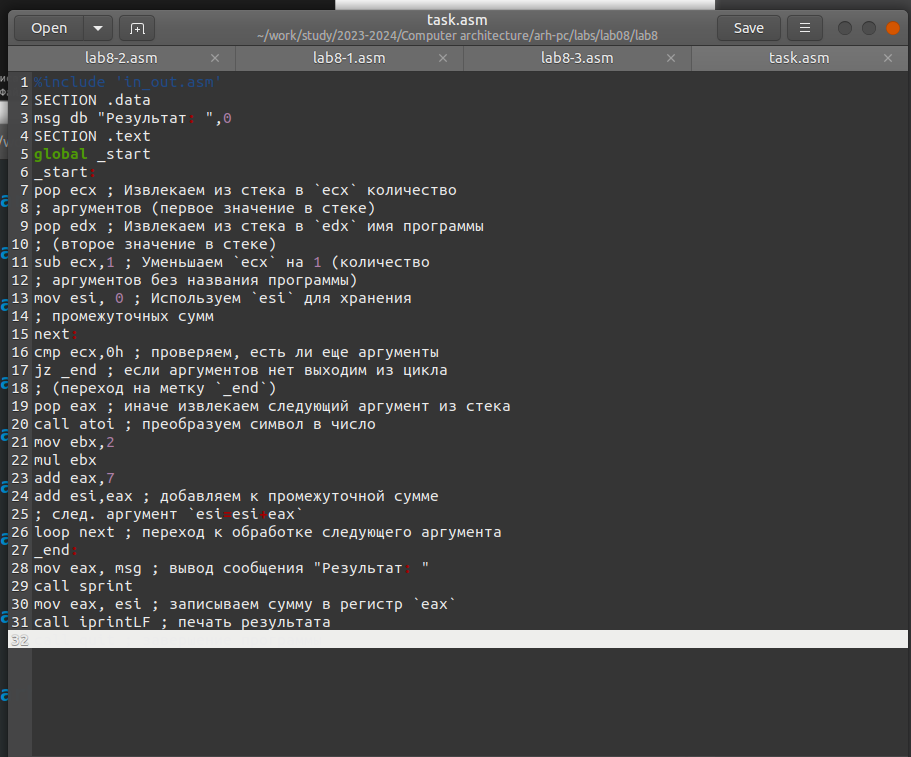 Open
task.asm
~/work/study/2023-2024/Computer architecture/arh-pc/labs/lab08/lab8
Save
lab8-2.asm
lab8-1.asm
lab8-3.asm
task.asm
1 %include 'in_out.asm'
2 SECTION .data
3 msg db "Результат: ",0
4 SECTION .text
5 global _start
6 _start:
7 pop ecx ; Извлекаем из стека в `ecx` количество
8 ; аргументов (первое значение в стеке)
9 pop edx ; Извлекаем из стека в `edx` имя программы
10 ; (второе значение в стеке)
11 sub ecx,1 ; Уменьшаем `ecx` на 1 (количество
12 ; аргументов без названия программы)
13 mov esi, 0 ; Используем `esi` для хранения
14 ; промежуточных сумм
15 next:
16 cmp ecx,0h ; проверяем, есть ли еще аргументы
17 jz _end ; если аргументов нет выходим из цикла
18 ; (переход на метку `_end`)
19 pop eax ; иначе извлекаем следующий аргумент из стека
20 call atoi ; преобразуем символ в число
21 mov ebx,2
22 mul ebx
23 add eax,7
24 add esi,eax ; добавляем к промежуточной сумме
25 ; след. аргумент `esi=esi+eax`
26 loop next ; переход к обработке следующего аргумента
27 _end:
28 mov eax, msg ; вывод сообщения "Результат: "
29 call sprint
30 mov eax, esi ; записываем сумму в регистр `eax`
31 call iprintLF ; печать результата
32